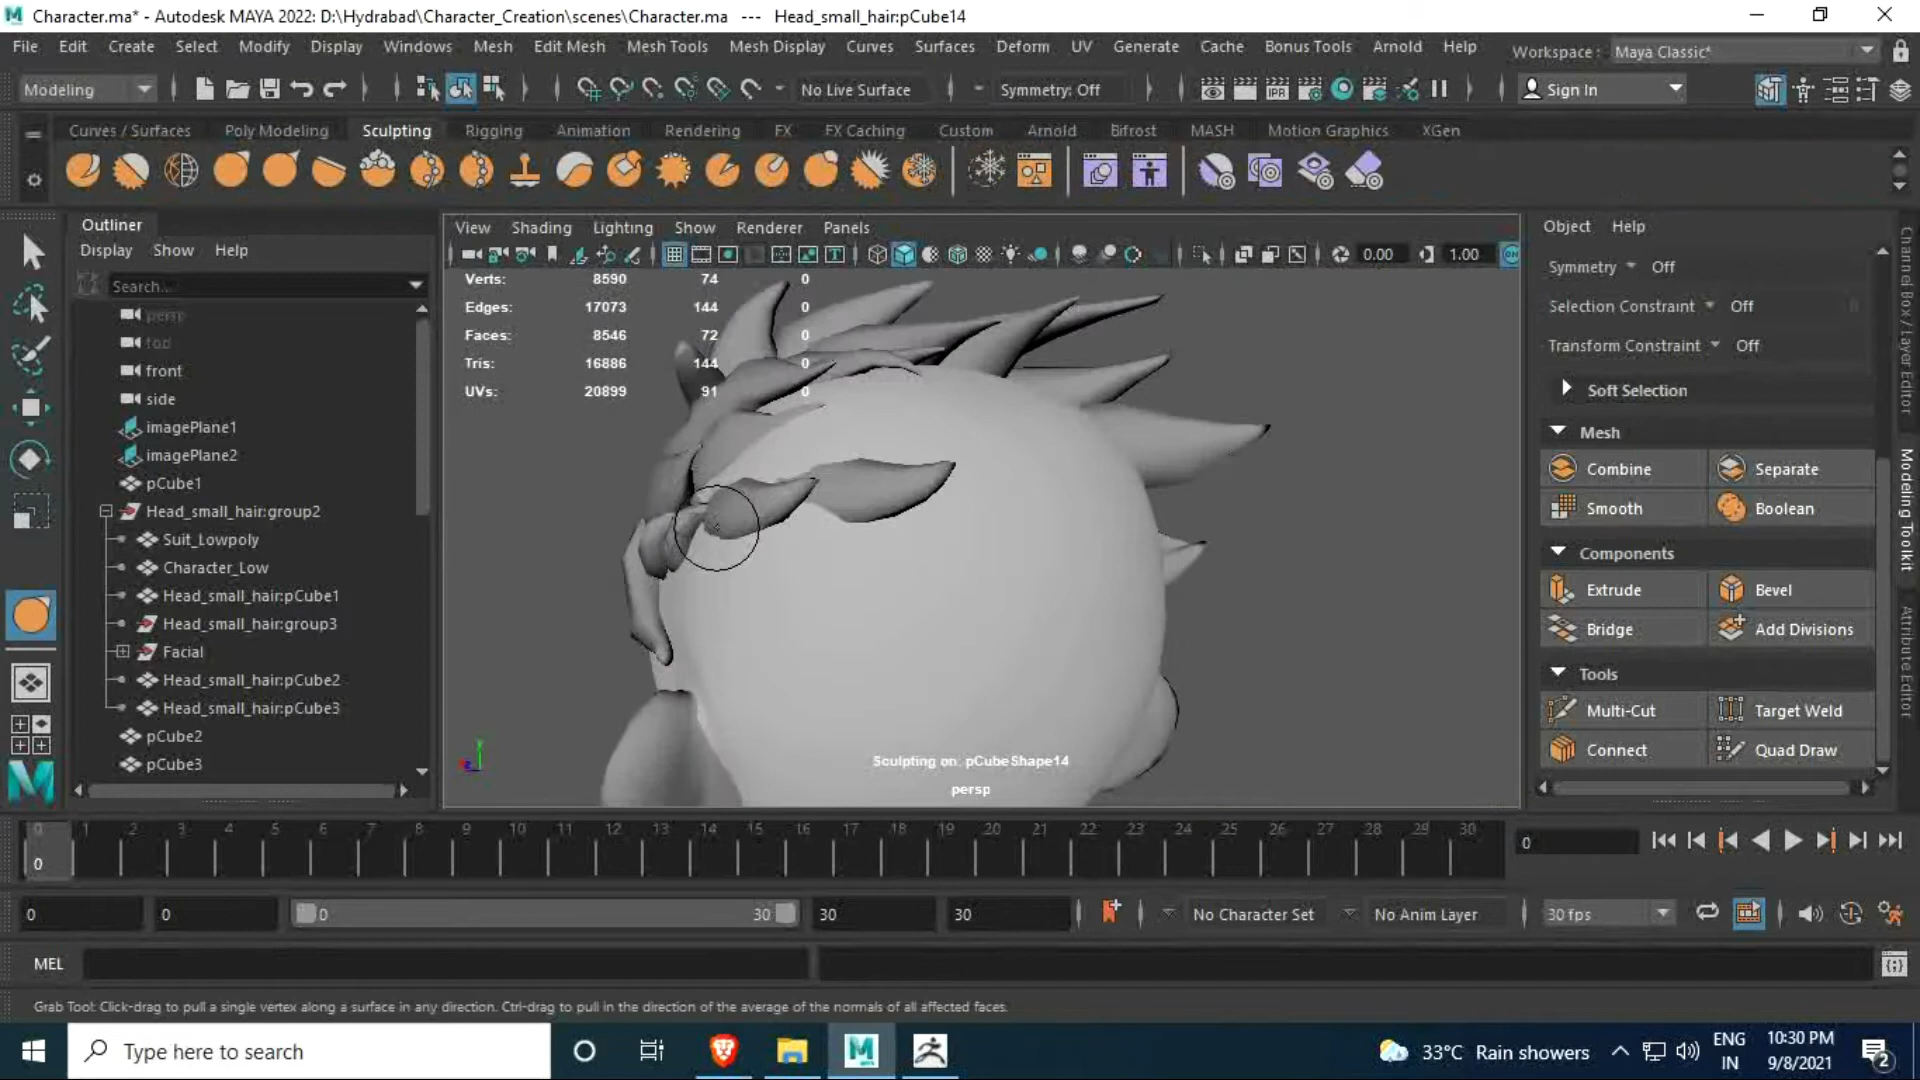 Character.ma* - Autodesk MAYA 2022: D:\Hydrabad\Character_Creation\scenes\Character.ma --- Head_small_hair:pCube14
File Edit Create Select Modify Display Windows Mesh Edit Mesh Mesh Tools Mesh Display Curves Surfaces Deform UV Generate Cache Bonus Tools Arnold Help Workspace : Maya Classic*
Modeling No Live Surface Symmetry: Off IPR Sign In
Curves / Surfaces Poly Modeling Sculpting Rigging Animation Rendering FX FX Caching Custom Arnold Bifrost MASH Motion Graphics XGen
Outliner
Display Show Help
Search...
persp
top
front
side
imagePlane1
imagePlane2
pCube1
Head_small_hair:group2
Suit_Lowpoly
Character_Low
Head_small_hair:pCube1
Head_small_hair:group3
Facial
Head_small_hair:pCube2
Head_small_hair:pCube3
pCube2
pCube3
View Shading Lighting Show Renderer Panels
0.00 1.00
Verts: 8590 74 0
Edges: 17073 144 0
Faces: 8546 72 0
Tris: 16886 144 0
UVs: 20899 91 0
Sculpting on: pCubeShape14
persp
Object Help
Symmetry Off
Selection Constraint Off
Transform Constraint Off
Soft Selection
Mesh
Combine Separate
Smooth Boolean
Components
Extrude Bevel
Bridge Add Divisions
Tools
Multi-Cut Target Weld
Connect Quad Draw
Channel Box / Layer Editor
Modeling Toolkit
Attribute Editor
0 1 2 3 4 5 6 7 8 9 10 11 12 13 14 15 16 17 18 19 20 21 22 23 24 25 26 27 28 29 30
0 0
0 0 0 30 30 30 No Character Set No Anim Layer 30 fps
MEL
Grab Tool: Click-drag to pull a single vertex along a surface in any direction. Ctrl-drag to pull in the direction of the average of the normals of all affected faces.
Type here to search
33°C Rain showers
ENG
IN
10:30 PM
9/8/2021
2